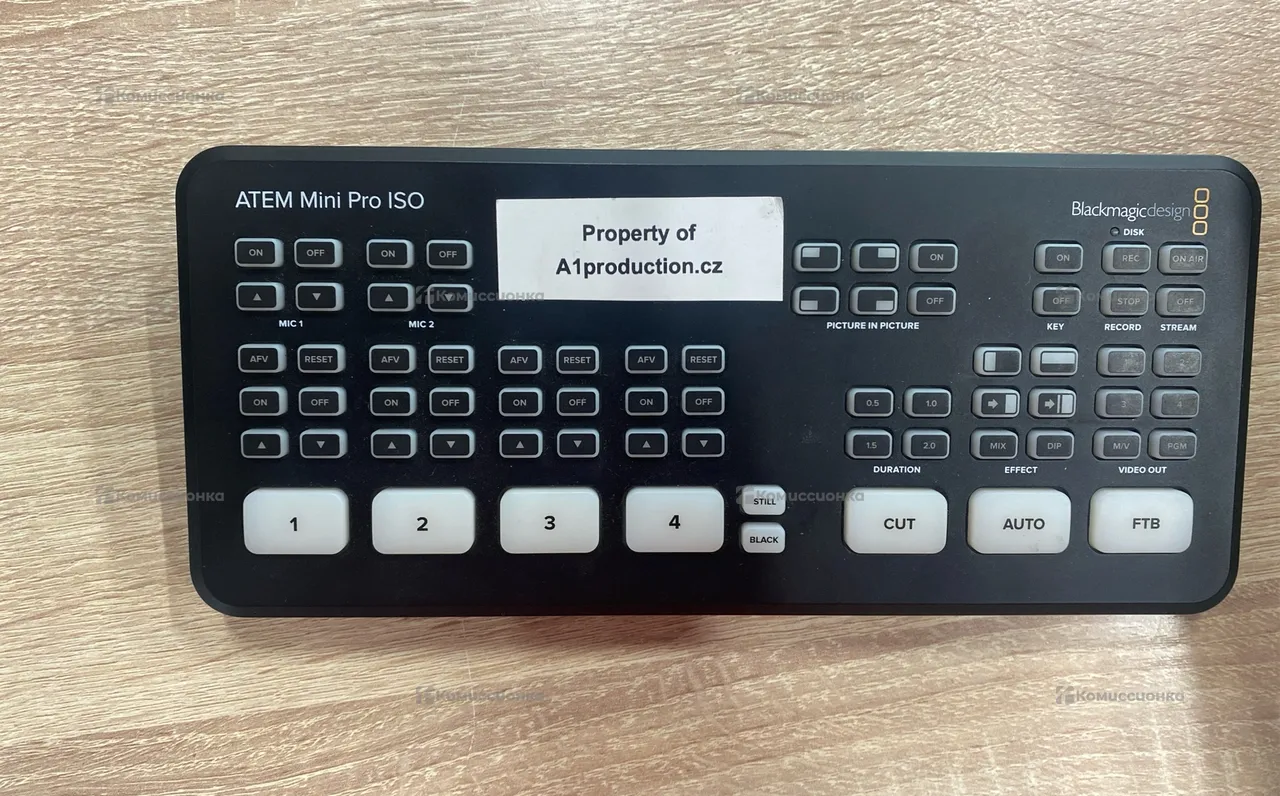 Комиссионка
Комиссионка
ATEM Mini Pro ISO
Property of
A1production.cz
Blackmagicdesign
DISK
ON OFF ON OFF ON ON REC ON AIR
▲ ▼ ▲ ▼ OFF OFF STOP OFF
Комиссионка
MIC 1 MIC 2 PICTURE IN PICTURE KEY RECORD STREAM
AFV RESET AFV RESET AFV RESET AFV RESET 1 2
ON OFF ON OFF ON OFF ON OFF 0.5 1.0 3 4
▲ ▼ ▲ ▼ ▲ ▼ ▲ ▼ 1.5 2.0 MIX DIP M/V PGM
DURATION EFFECT VIDEO OUT
Комиссионка
Комиссионка
1 2 3 4 STILL CUT AUTO FTB
BLACK
Комиссионка
Комиссионка